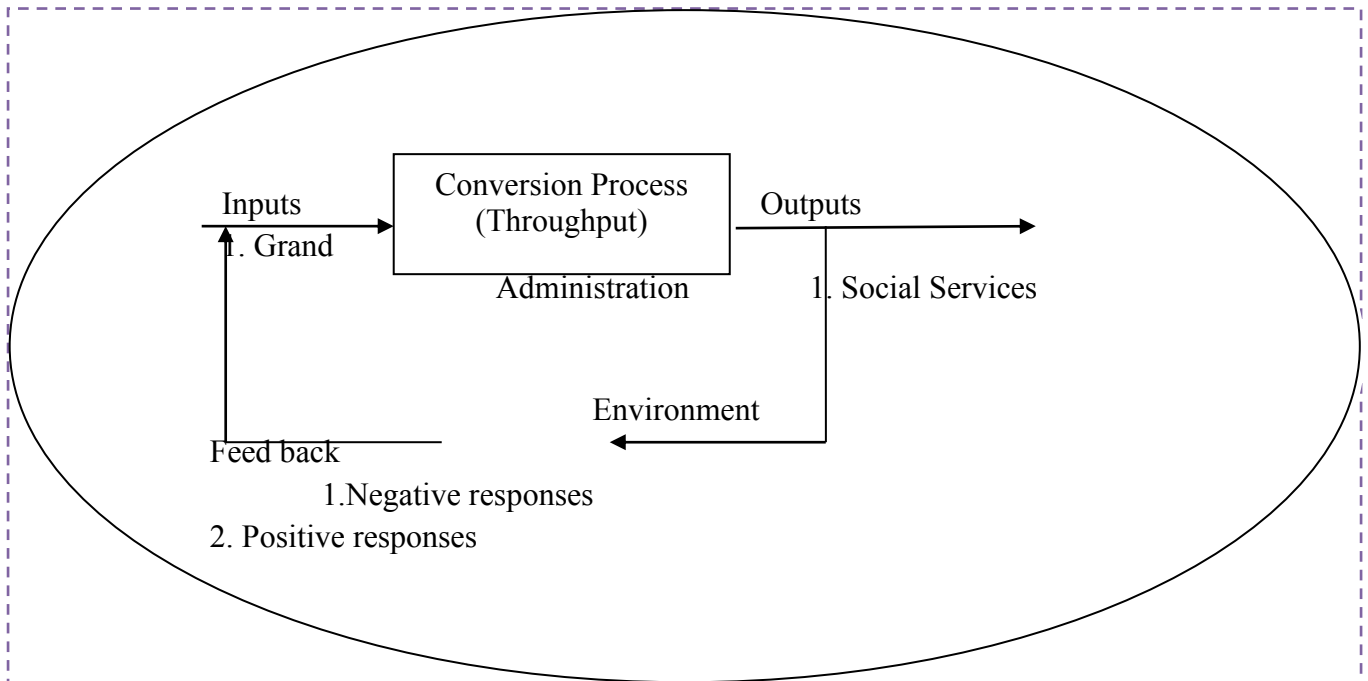 Conversion Process
(Throughput)
Inputs
Outputs
1. Grand
Administration
1. Social Services
Environment
Feed back
1.Negative responses
2. Positive responses